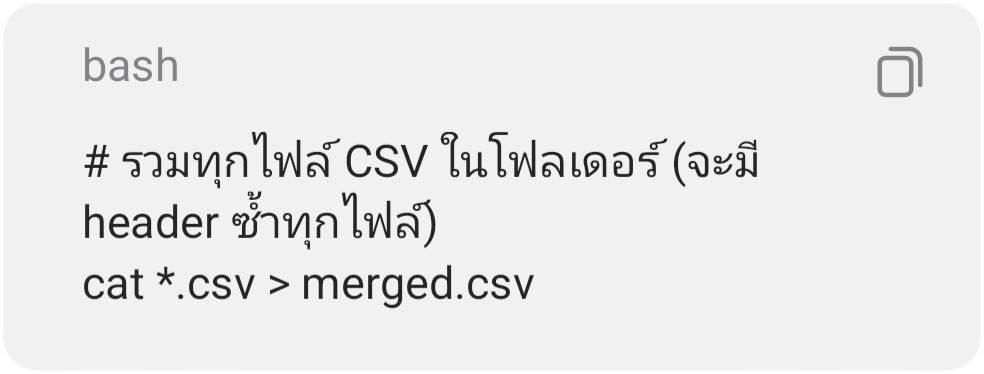 bash
# รวมทุกไฟล์ CSV ในโฟลเดอร์ (จะมี
header ซ้ำทุกไฟล์)
cat *.csv > merged.csv